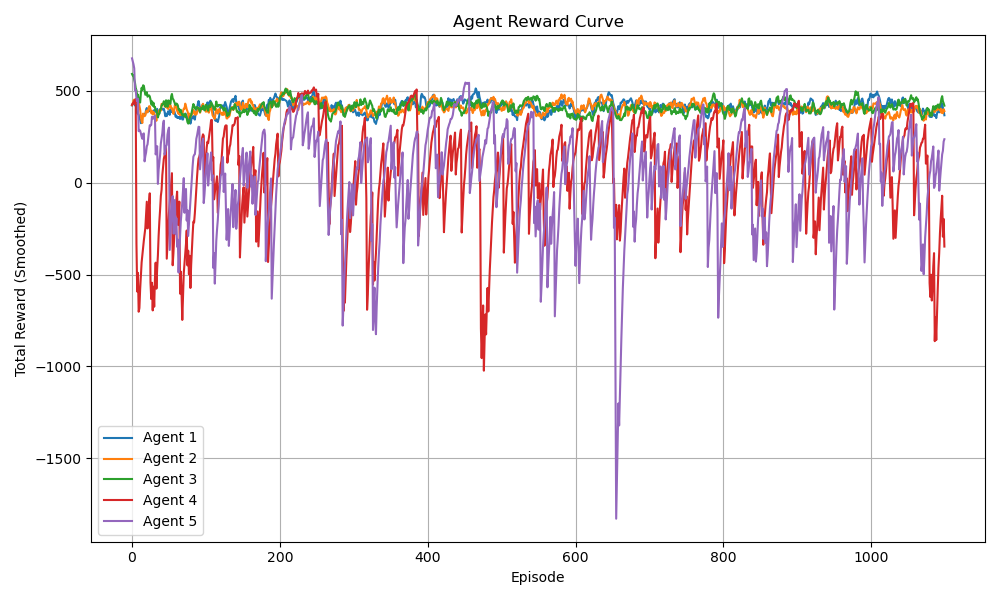 Agent Reward Curve
Total Reward (Smoothed)
500
0
−500
−1000
−1500
Agent 1
Agent 2
Agent 3
Agent 4
Agent 5
0 200 400 600 800 1000
Episode